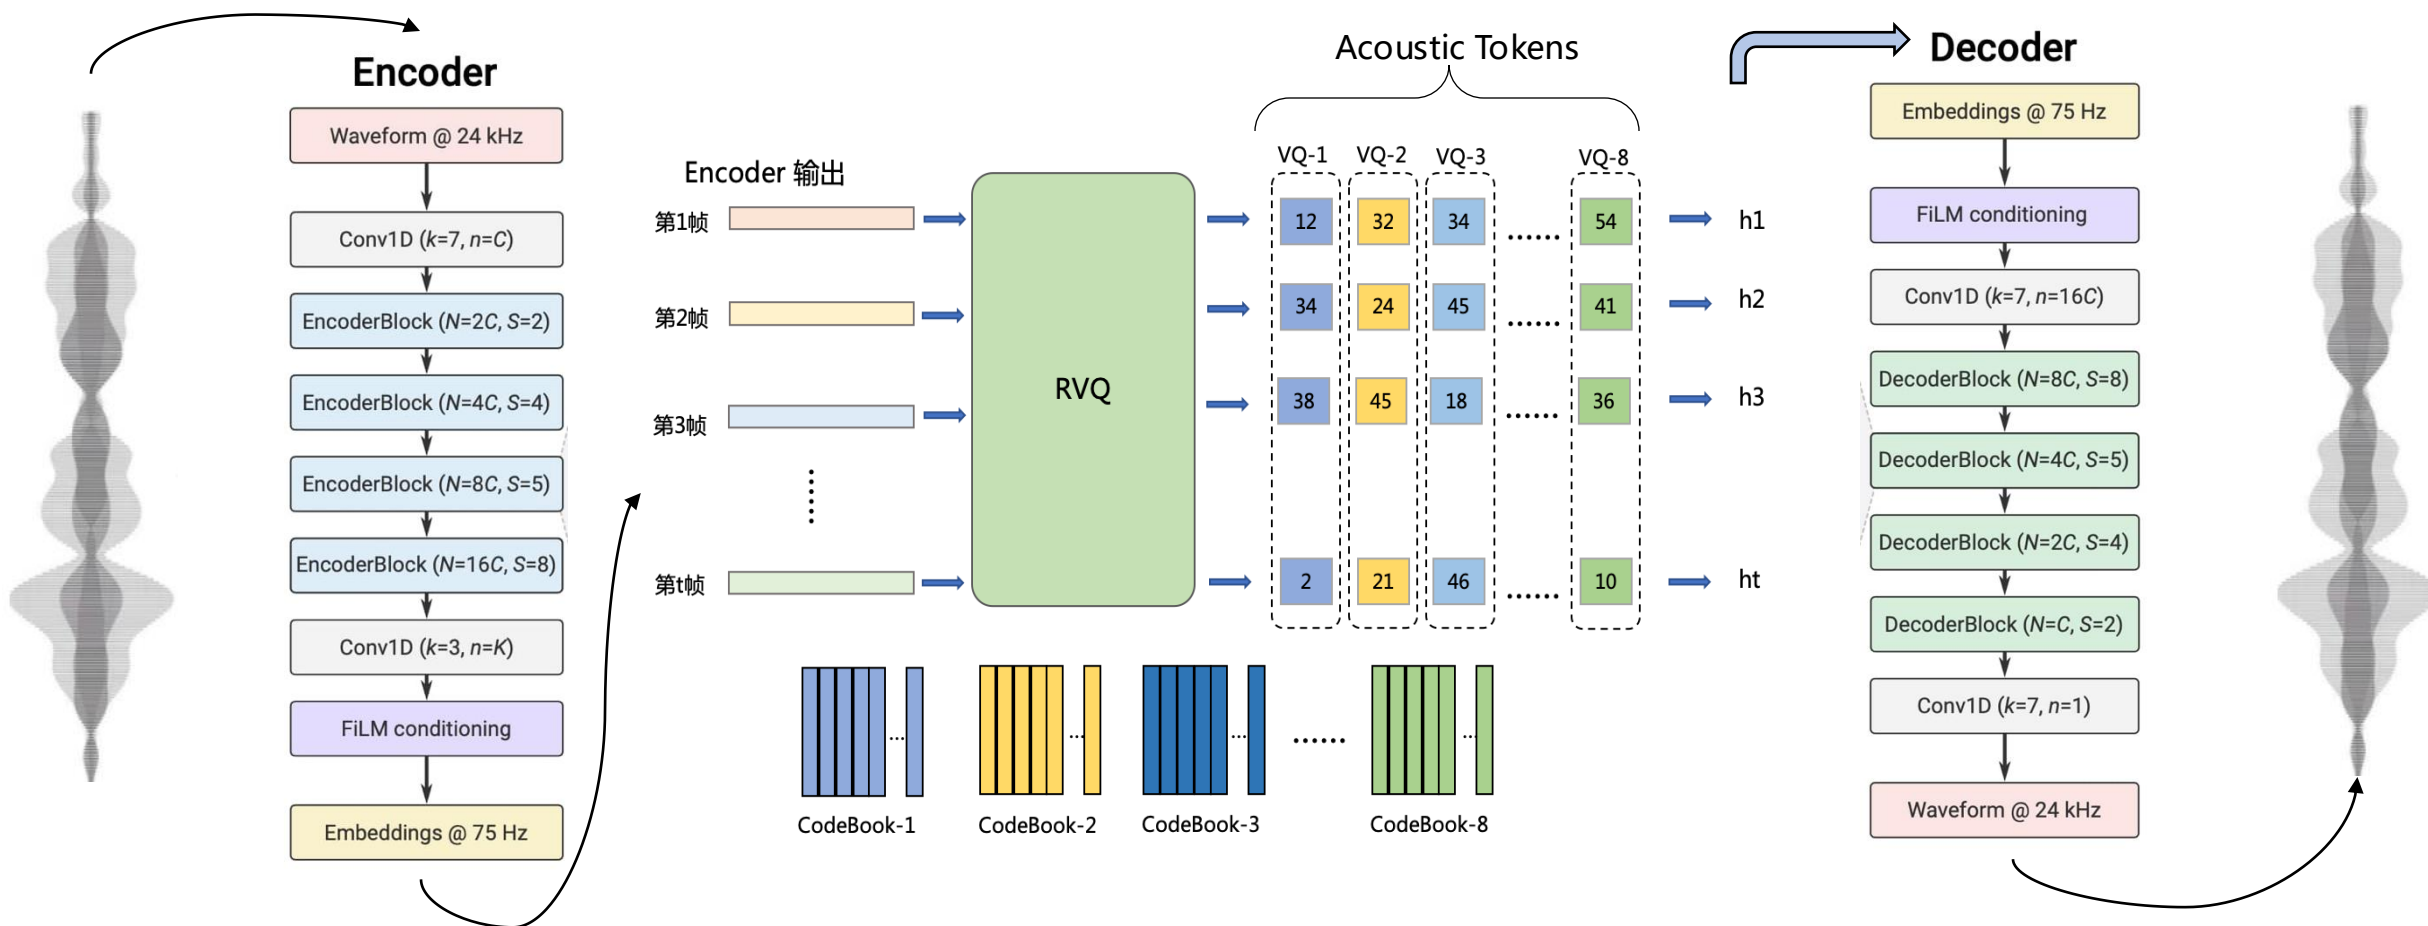 Encoder
Waveform @ 24 kHz
Conv1D (k=7, n=C)
EncoderBlock (N=2C, S=2)
EncoderBlock (N=4C, S=4)
EncoderBlock (N=8C, S=5)
EncoderBlock (N=16C, S=8)
Conv1D (k=3, n=K)
FiLM conditioning
Embeddings @ 75 Hz
Encoder 输出
第1帧
第2帧
第3帧
第t帧
RVQ
Acoustic Tokens
VQ-1 VQ-2 VQ-3 VQ-8
12 32 34 ...... 54 h1
34 24 45 ...... 41 h2
38 45 18 ...... 36 h3
2 21 46 ...... 10 ht
... ... ... ...... ...
CodeBook-1 CodeBook-2 CodeBook-3 CodeBook-8
Decoder
Embeddings @ 75 Hz
FiLM conditioning
Conv1D (k=7, n=16C)
DecoderBlock (N=8C, S=8)
DecoderBlock (N=4C, S=5)
DecoderBlock (N=2C, S=4)
DecoderBlock (N=C, S=2)
Conv1D (k=7, n=1)
Waveform @ 24 kHz